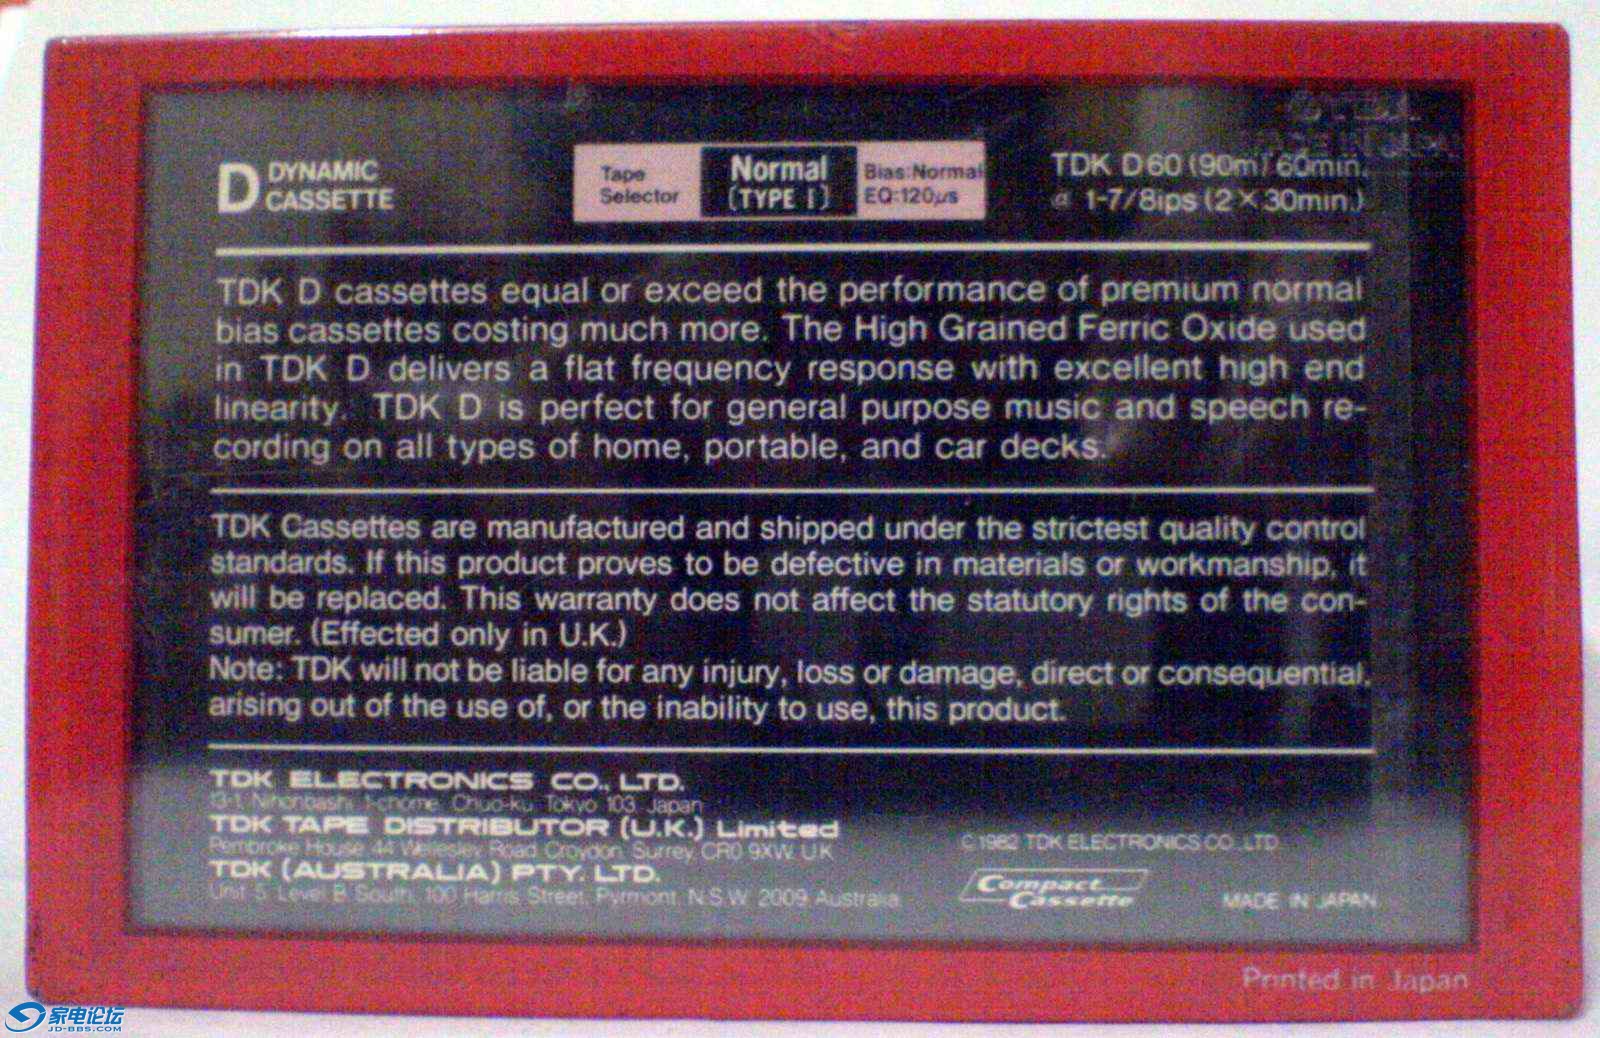 D DYNAMIC
CASSETTE
Tape
Selector
Normal
(TYPE I)
Bias:Normal
EQ:120μs
TDK D60 (90m) 60min.
1-7/8ips (2×30min.)
TDK D cassettes equal or exceed the performance of premium normal
bias cassettes costing much more. The High Grained Ferric Oxide used
in TDK D delivers a flat frequency response with excellent high end
linearity. TDK D is perfect for general purpose music and speech re-
cording on all types of home, portable, and car decks.
TDK Cassettes are manufactured and shipped under the strictest quality control
standards. If this product proves to be defective in materials or workmanship, it
will be replaced. This warranty does not affect the statutory rights of the con-
sumer. (Effected only in U.K.)
Note: TDK will not be liable for any injury, loss or damage, direct or consequential,
arising out of the use of, or the inability to use, this product.
TDK ELECTRONICS CO., LTD.
13-1, Nihonbashi 1-chome, Chuo-ku, Tokyo 103, Japan
TDK TAPE DISTRIBUTOR (U.K.) Limited
Pembroke House 44 Wellesley Road Croydon, Surrey CR0 9XW U.K
TDK (AUSTRALIA) PTY. LTD.
Unit 5, Level B South, 100 Harris Street, Pyrmont, N.S.W. 2009 Australia
C 1982 TDK ELECTRONICS CO., LTD.
Compact
Cassette
MADE IN JAPAN
Printed in Japan
家电论坛
JD-BBS.COM